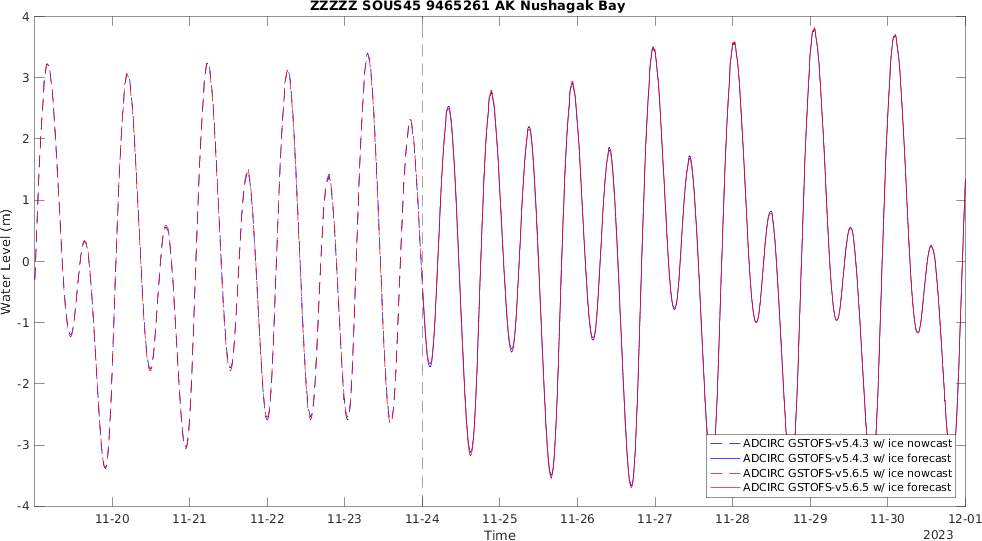 ZZZZZ SOUS45 9465261 AK Nushagak Bay
4
3
2
1
0
-1
-2
-3
-4
Water Level (m)
ADCIRC GSTOFS-v5.4.3 w/ ice nowcast
ADCIRC GSTOFS-v5.4.3 w/ ice forecast
ADCIRC GSTOFS-v5.6.5 w/ ice nowcast
ADCIRC GSTOFS-v5.6.5 w/ ice forecast
11-20 11-21 11-22 11-23 11-24 11-25 11-26 11-27 11-28 11-29 11-30 12-01
Time
2023